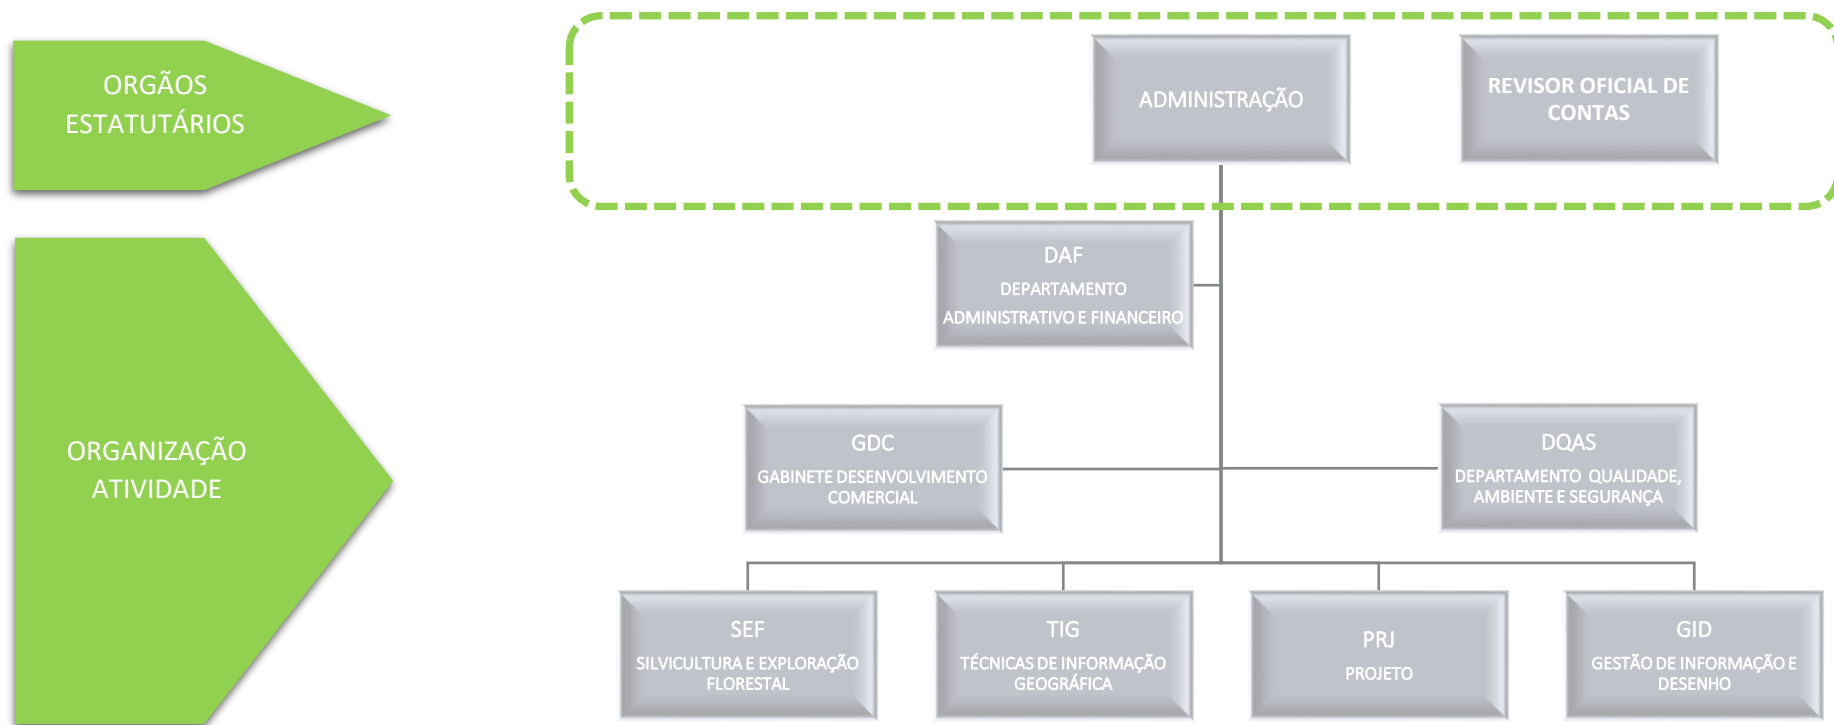 ORGÃOS
ESTATUTÁRIOS
ADMINISTRAÇÃO
REVISOR OFICIAL DE
CONTAS
DAF
DEPARTAMENTO
ADMINISTRATIVO E FINANCEIRO
ORGANIZAÇÃO
ATIVIDADE
GDC
GABINETE DESENVOLVIMENTO
COMERCIAL
DQAS
DEPARTAMENTO QUALIDADE,
AMBIENTE E SEGURANÇA
SEF
SILVICULTURA E EXPLORAÇÃO
FLORESTAL
TIG
TÉCNICAS DE INFORMAÇÃO
GEOGRÁFICA
PRJ
PROJETO
GID
GESTÃO DE INFORMAÇÃO E
DESENHO